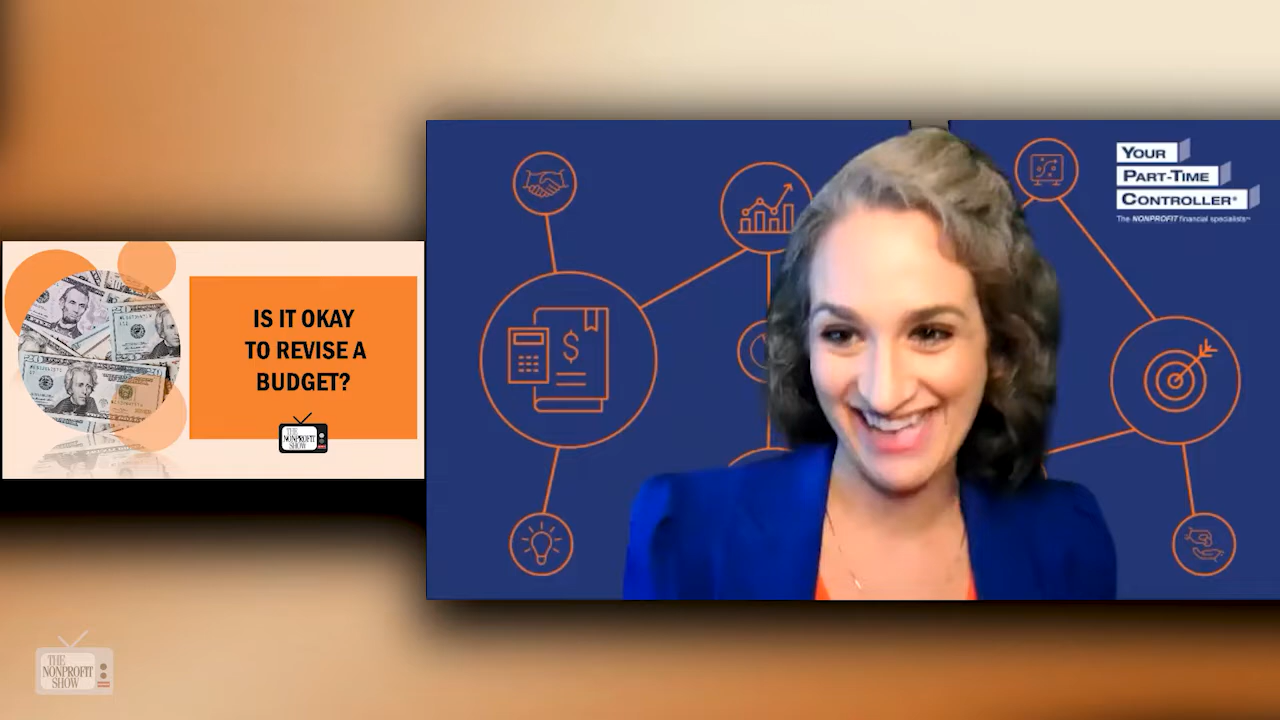 IS IT OKAY
TO REVISE A
BUDGET?
THE
NONPROFIT
SHOW
YOUR
PART-TIME
CONTROLLER®
The NONPROFIT financial specialists℠
THE
NONPROFIT
SHOW